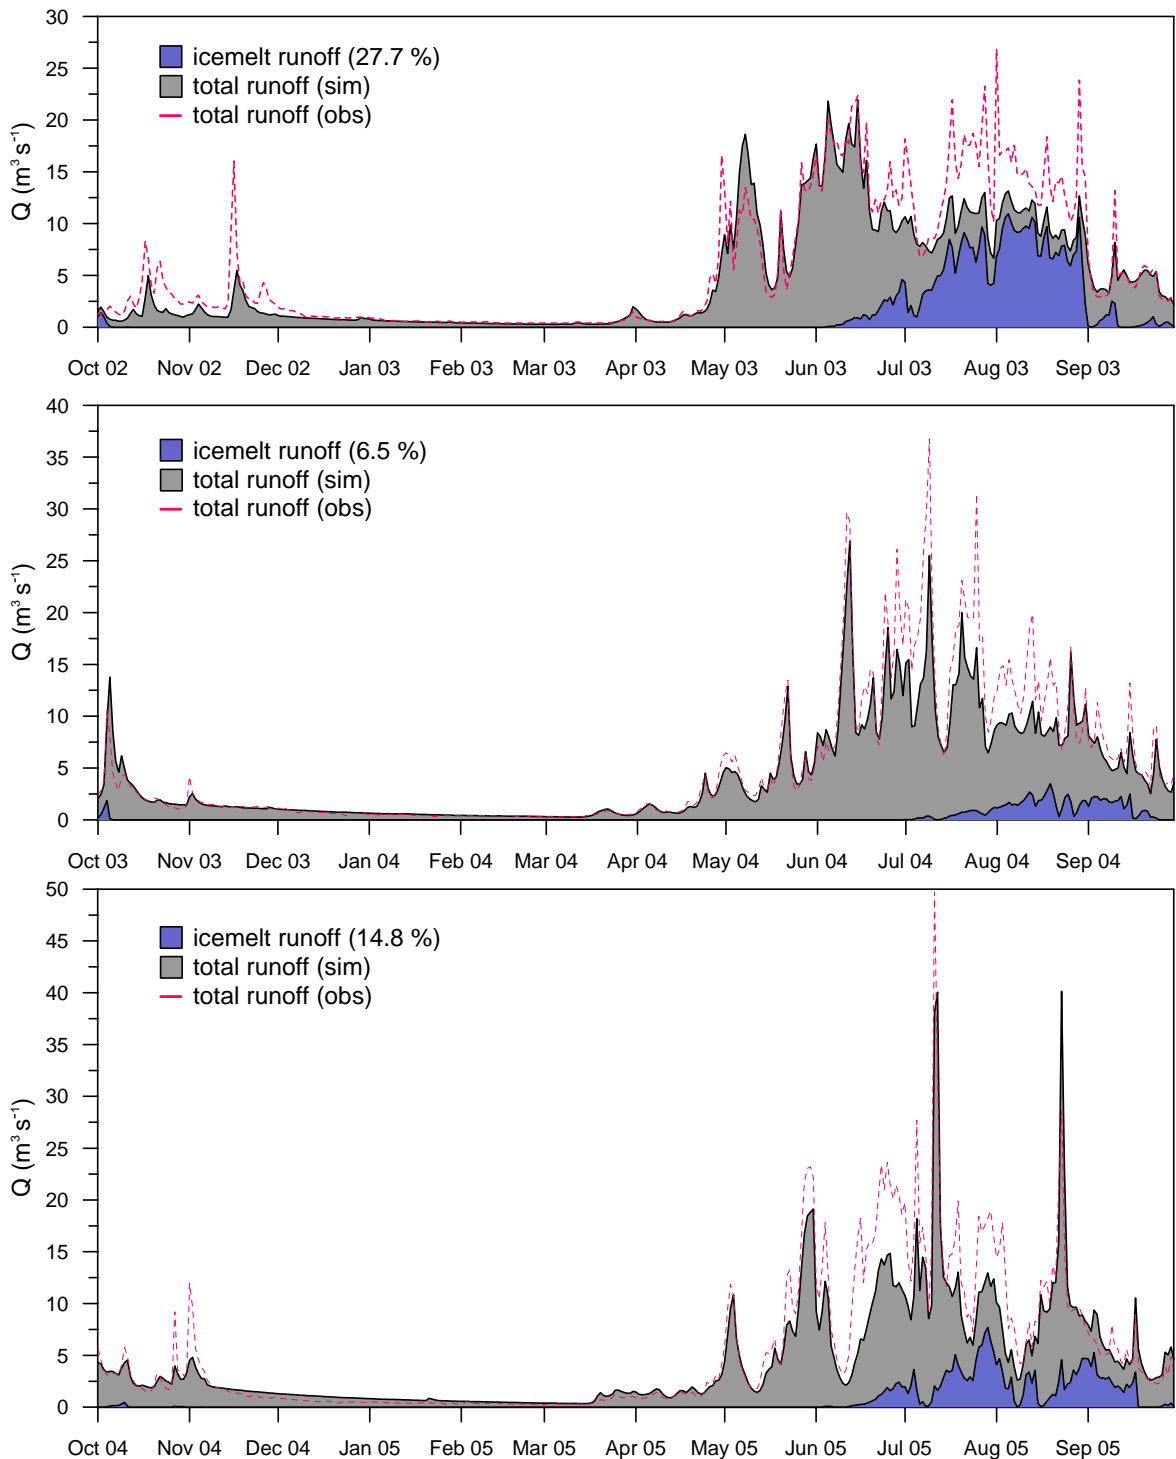 30
25
20
15
10
5
0
Q (m³ s⁻¹)
icemelt runoff (27.7 %)
total runoff (sim)
total runoff (obs)
Oct 02 Nov 02 Dec 02 Jan 03 Feb 03 Mar 03 Apr 03 May 03 Jun 03 Jul 03 Aug 03 Sep 03
40
35
30
25
20
15
10
5
0
Q (m³ s⁻¹)
icemelt runoff (6.5 %)
total runoff (sim)
total runoff (obs)
Oct 03 Nov 03 Dec 03 Jan 04 Feb 04 Mar 04 Apr 04 May 04 Jun 04 Jul 04 Aug 04 Sep 04
50
45
40
35
30
25
20
15
10
5
0
Q (m³ s⁻¹)
icemelt runoff (14.8 %)
total runoff (sim)
total runoff (obs)
Oct 04 Nov 04 Dec 04 Jan 05 Feb 05 Mar 05 Apr 05 May 05 Jun 05 Jul 05 Aug 05 Sep 05